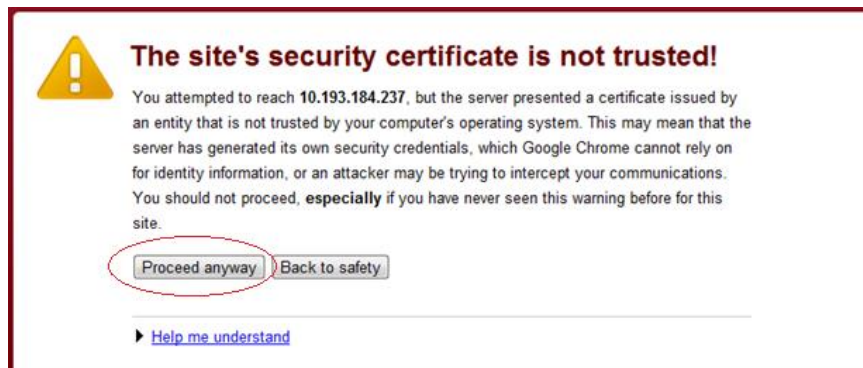 The site's security certificate is not trusted!
You attempted to reach 10.193.184.237, but the server presented a certificate issued by
an entity that is not trusted by your computer's operating system. This may mean that the
server has generated its own security credentials, which Google Chrome cannot rely on
for identity information, or an attacker may be trying to intercept your communications.
You should not proceed, especially if you have never seen this warning before for this
site.
Proceed anyway Back to safety
Help me understand